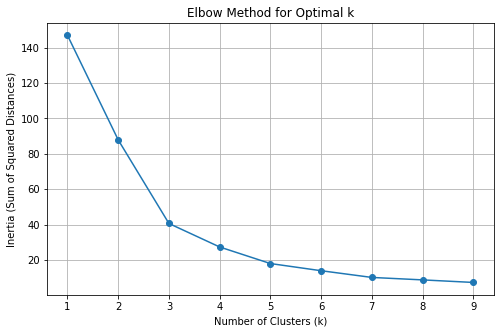 Elbow Method for Optimal k
Inertia (Sum of Squared Distances)
140
120
100
80
60
40
20
1 2 3 4 5 6 7 8 9
Number of Clusters (k)